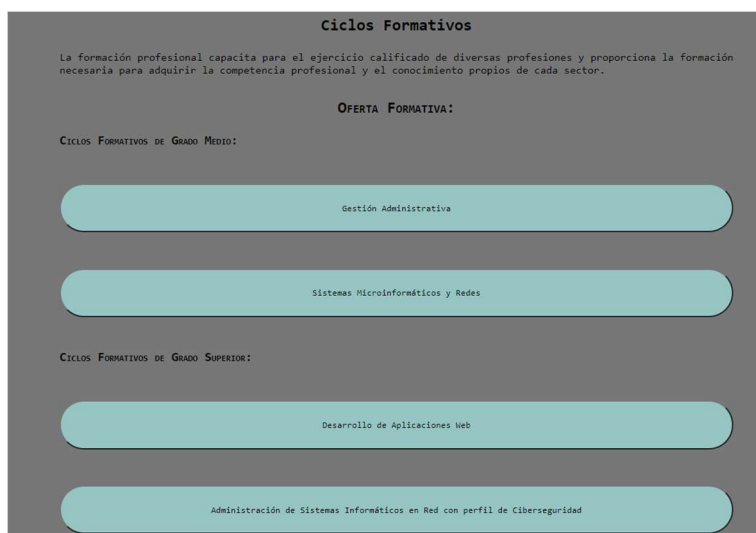 Ciclos Formativos
La formación profesional capacita para el ejercicio calificado de diversas profesiones y proporciona la formación
necesaria para adquirir la competencia profesional y el conocimiento propios de cada sector.
Oferta Formativa:
Ciclos Formativos de Grado Medio:
Gestión Administrativa
Sistemas Microinformáticos y Redes
Ciclos Formativos de Grado Superior:
Desarrollo de Aplicaciones Web
Administración de Sistemas Informáticos en Red con perfil de Ciberseguridad